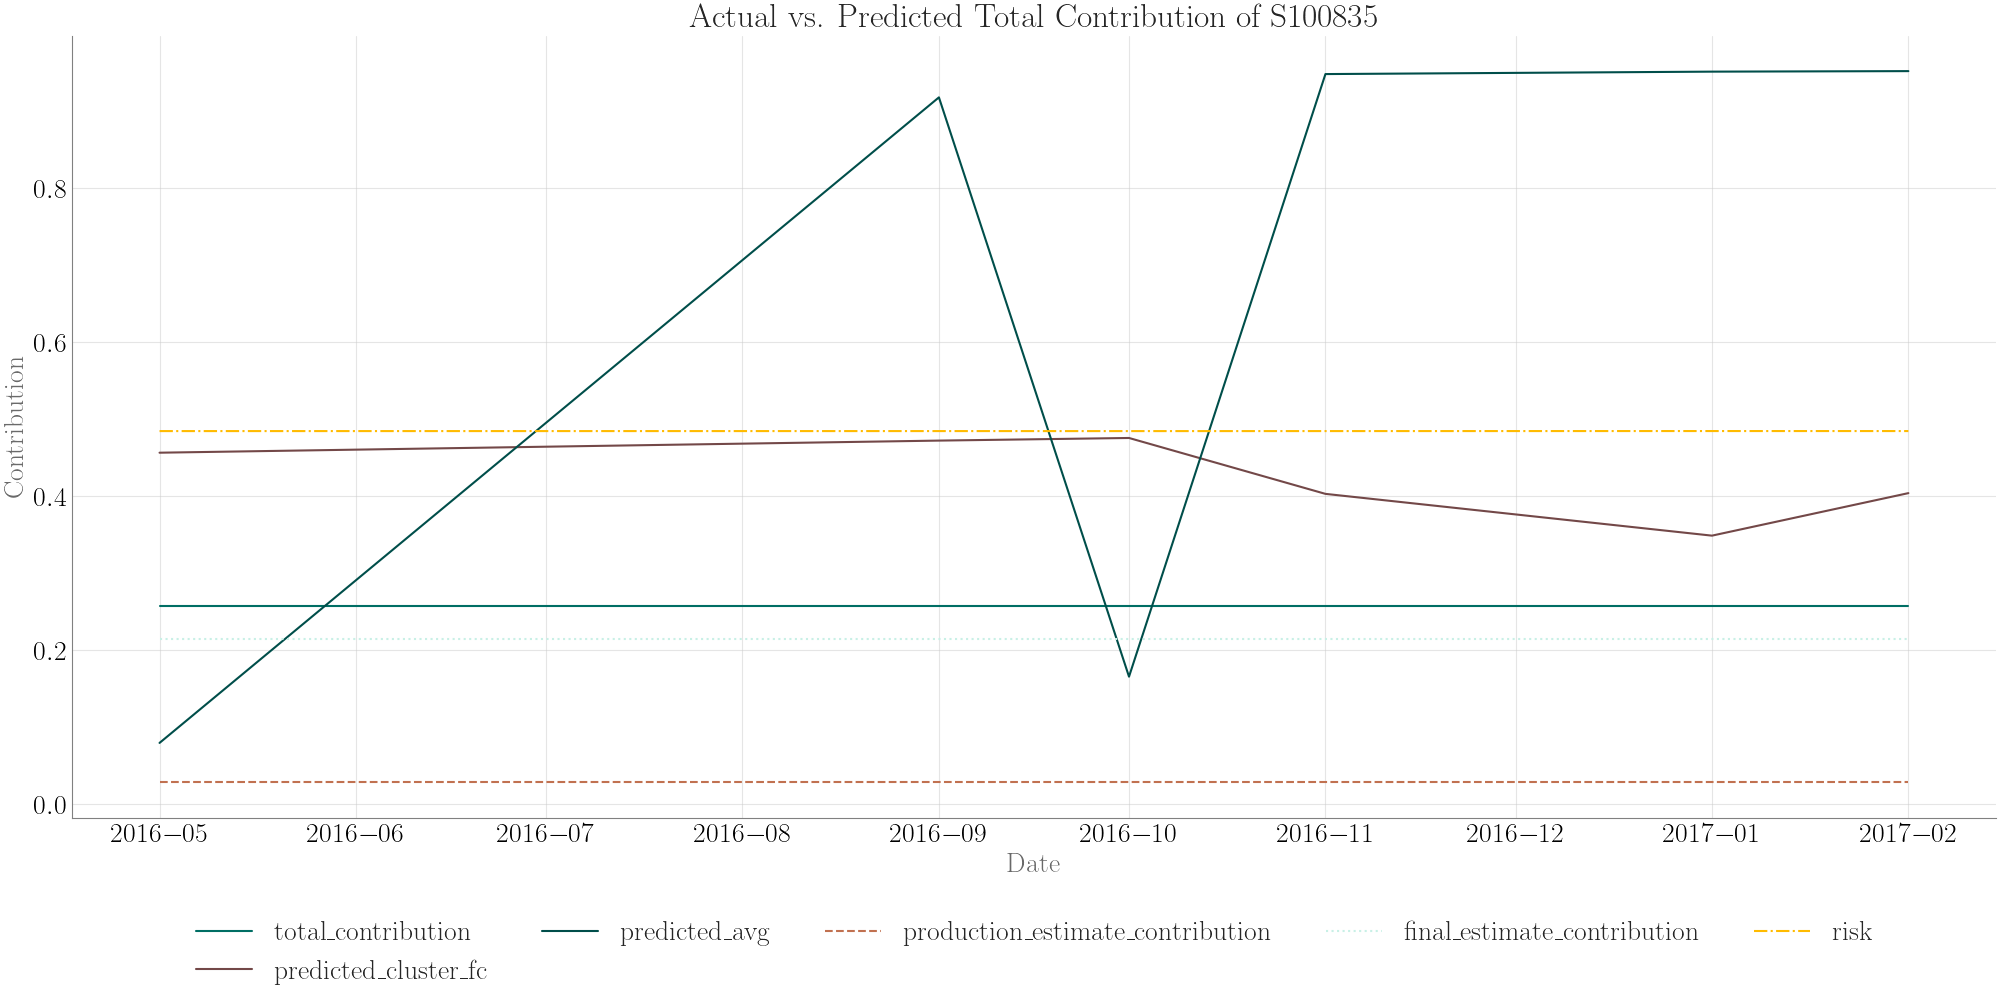 Actual vs. Predicted Total Contribution of S100835
Contribution
0.8
0.6
0.4
0.2
0.0
2016–05 2016–06 2016–07 2016–08 2016–09 2016–10 2016–11 2016–12 2017–01 2017–02
Date
total_contribution predicted_avg production_estimate_contribution final_estimate_contribution risk
predicted_cluster_fc